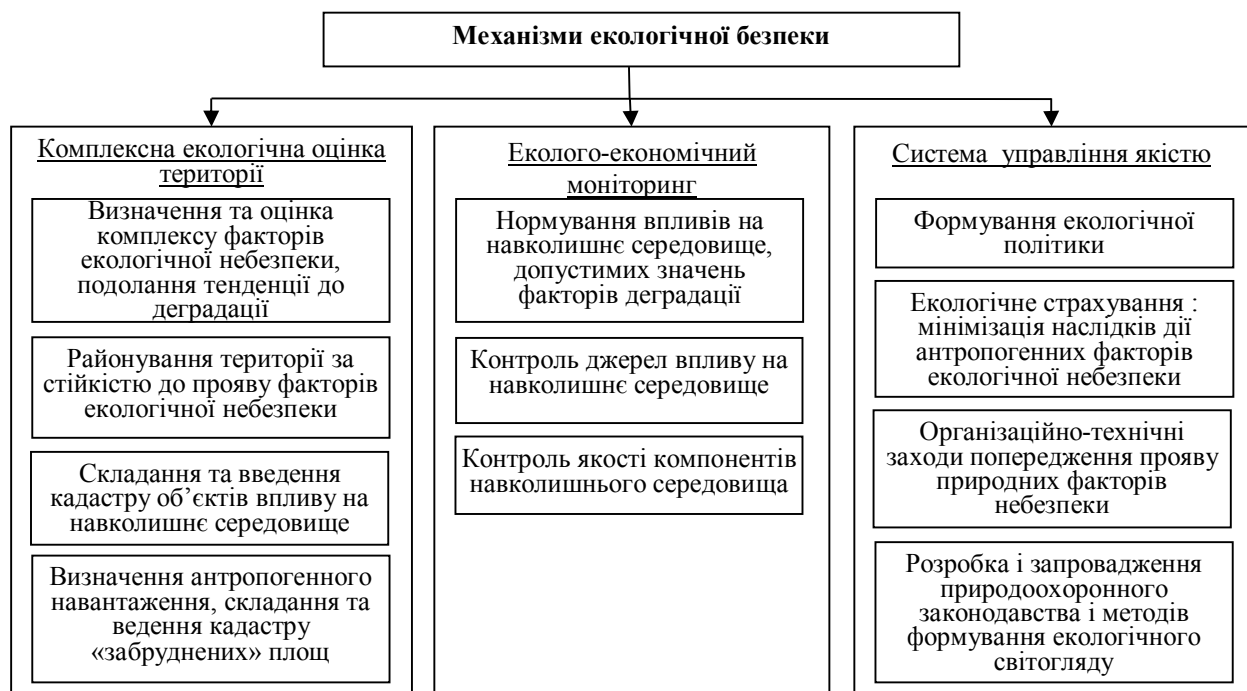 Механізми екологічної безпеки
Комплексна екологічна оцінка
території
Визначення та оцінка
комплексу факторів
екологічної небезпеки,
подолання тенденції до
деградації
Районування території за
стійкістю до прояву факторів
екологічної небезпеки
Складання та введення
кадастру об’єктів впливу на
навколишнє середовище
Визначення антропогенного
навантаження, складання та
ведення кадастру
«забруднених» площ
Еколого-економічний
моніторинг
Нормування впливів на
навколишнє середовище,
допустимих значень
факторів деградації
Контроль джерел впливу на
навколишнє середовище
Контроль якості компонентів
навколишнього середовища
Система управління якістю
Формування екологічної
політики
Екологічне страхування :
мінімізація наслідків дії
антропогенних факторів
екологічної небезпеки
Організаційно-технічні
заходи попередження прояву
природних факторів
небезпеки
Розробка і запровадження
природоохоронного
законодавства і методів
формування екологічного
світогляду